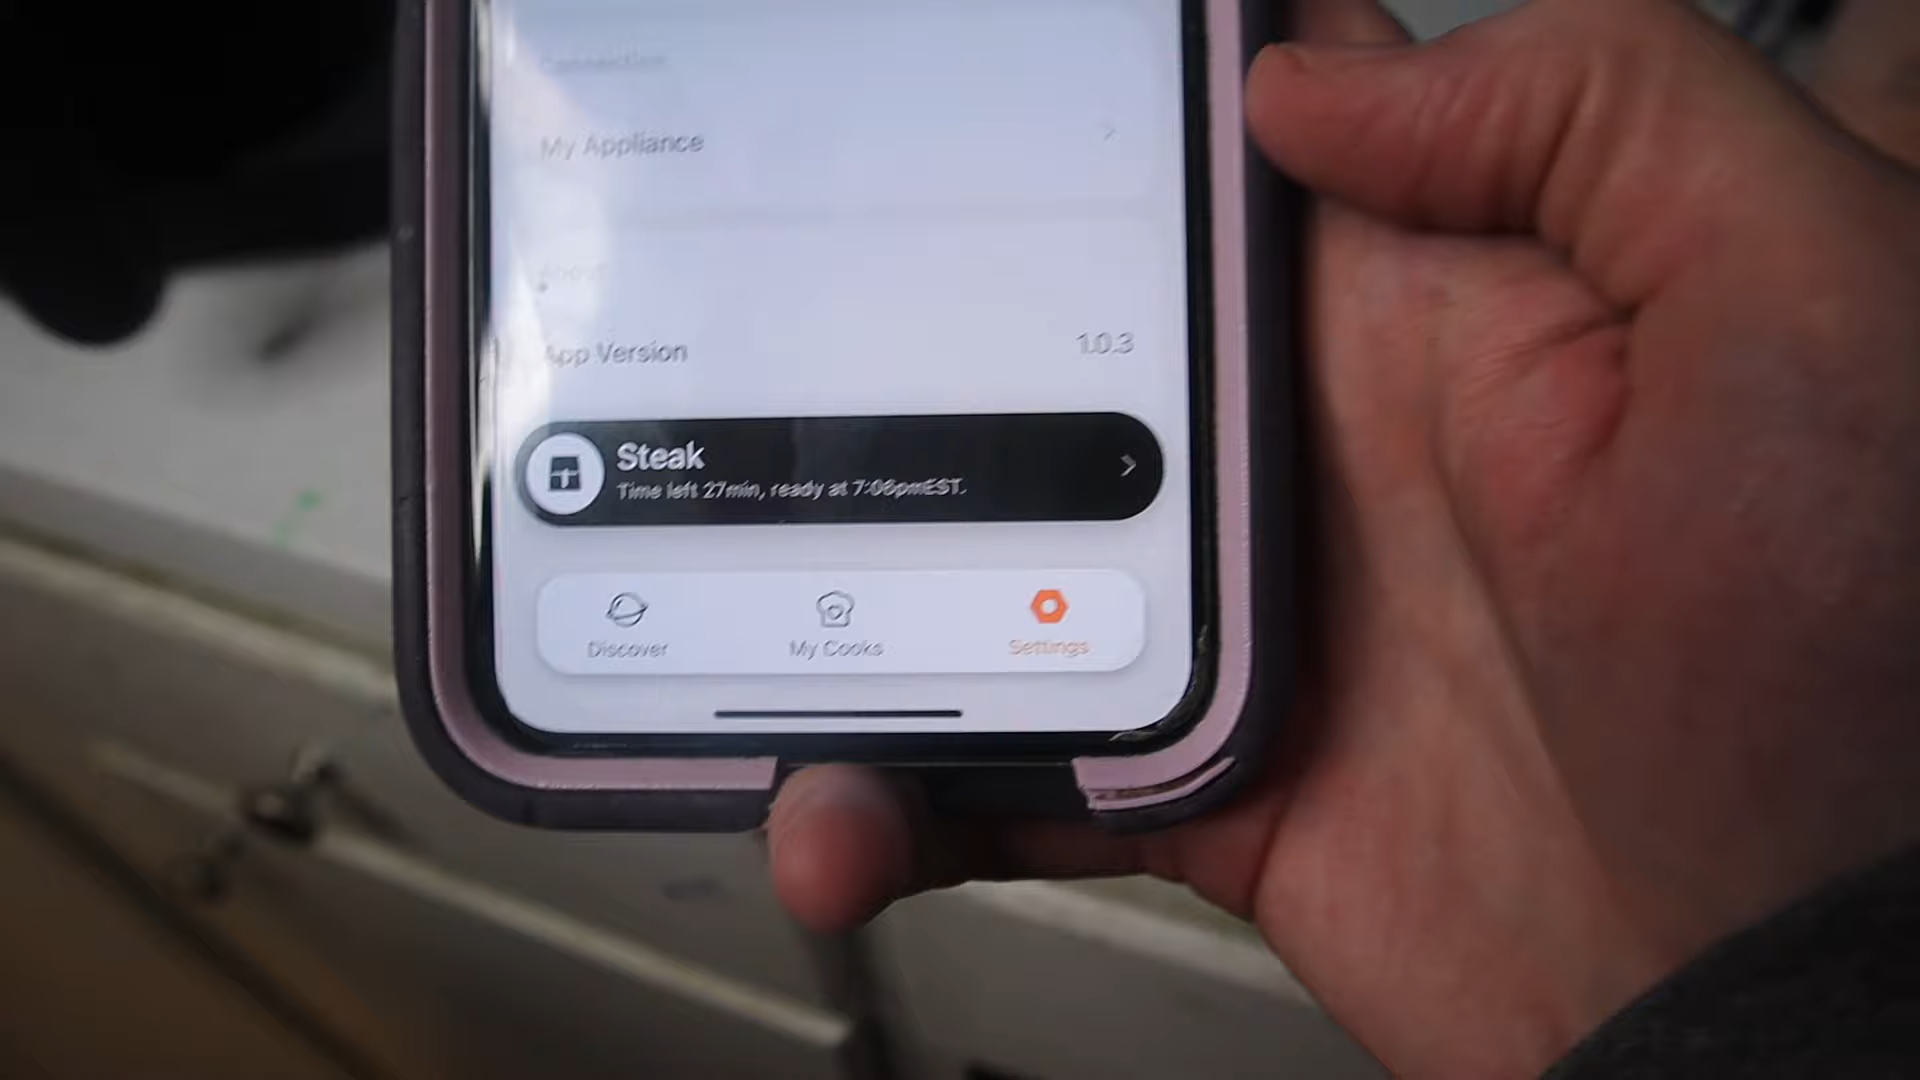 Connection
My Appliance
About
App Version
1.0.3
Steak
Time left 27min, ready at 7:06pmEST.
Discover
My Cooks
Settings